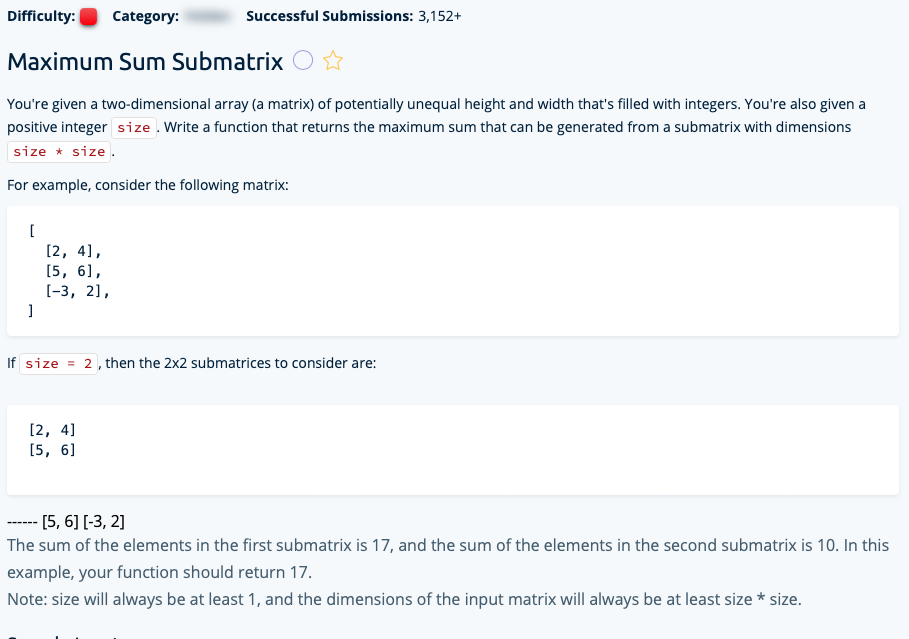 Difficulty: Category: Successful Submissions: 3,152+
Maximum Sum Submatrix
You're given a two-dimensional array (a matrix) of potentially unequal height and width that's filled with integers. You're also given a
positive integer size . Write a function that returns the maximum sum that can be generated from a submatrix with dimensions
size * size .
For example, consider the following matrix:
[
[2, 4],
[5, 6],
[-3, 2],
]
If size = 2 , then the 2x2 submatrices to consider are:
[2, 4]
[5, 6]
------ [5, 6] [-3, 2]
The sum of the elements in the first submatrix is 17, and the sum of the elements in the second submatrix is 10. In this
example, your function should return 17.
Note: size will always be at least 1, and the dimensions of the input matrix will always be at least size * size.